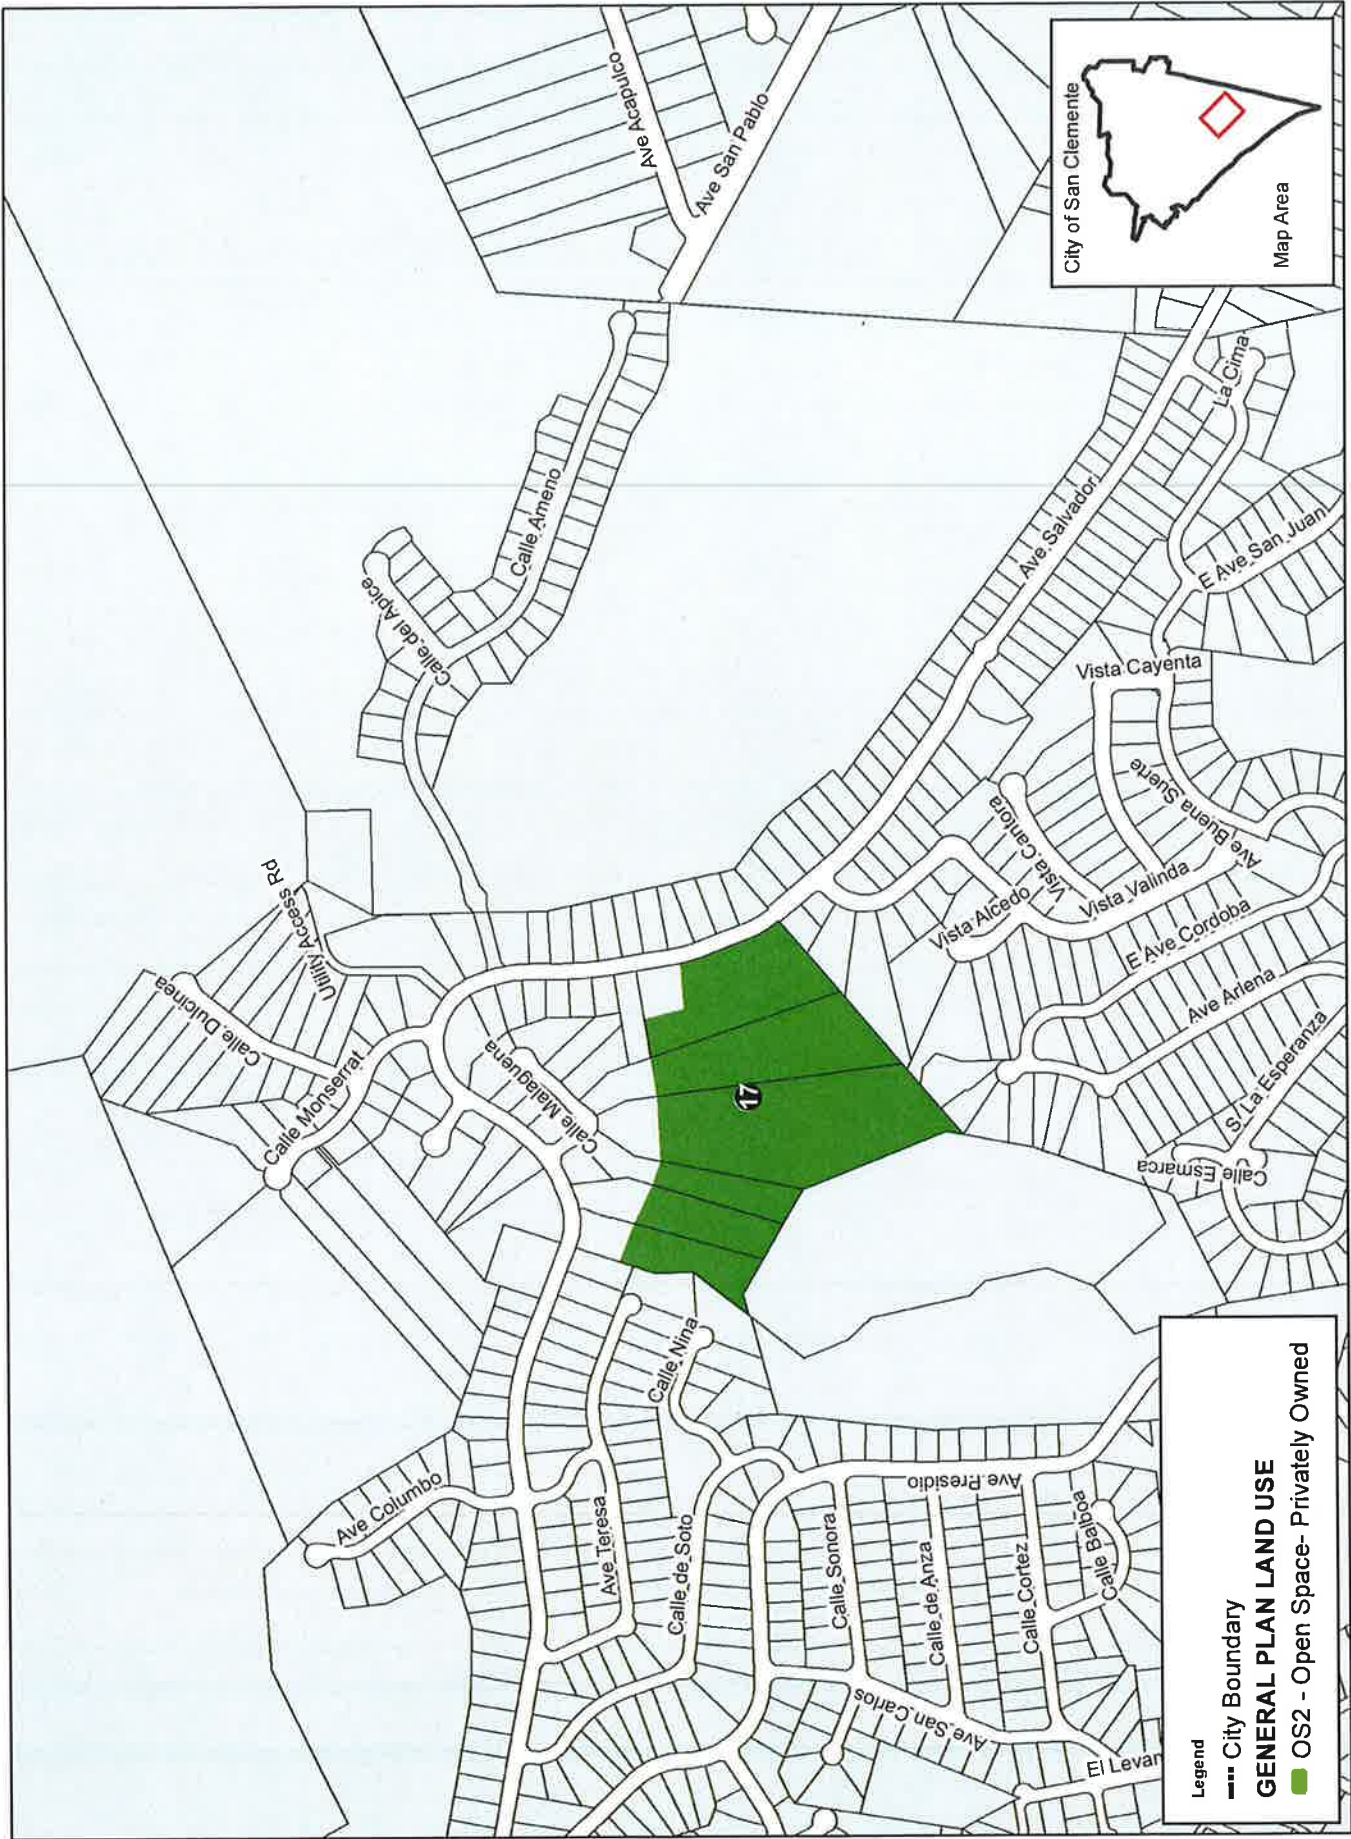 Ave Columbo
Calle Monserrat
Calle Dulcinea
Utility Access Rd
Calle del Apice
Calle Ameno
Ave Acapulco
Ave San Pablo
Calle Malaguena
Ave Teresa
Calle Nina
Calle de Soto
17
Ave Salvador
Calle Sonora
Ave Presidio
Ave San Carlos
Calle de Anza
Calle Cortez
Calle Balboa
El Levan
Vista Alcedo
Vista Cantora
Vista Valinda
Vista Cayenta
Ave Buena Suerte
E Ave Cordoba
Ave Arlena
S. La Esperanza
Calle Esmarca
E Ave San Juan
La Cima
City of San Clemente
Map Area
Legend
City Boundary
GENERAL PLAN LAND USE
OS2 - Open Space- Privately Owned